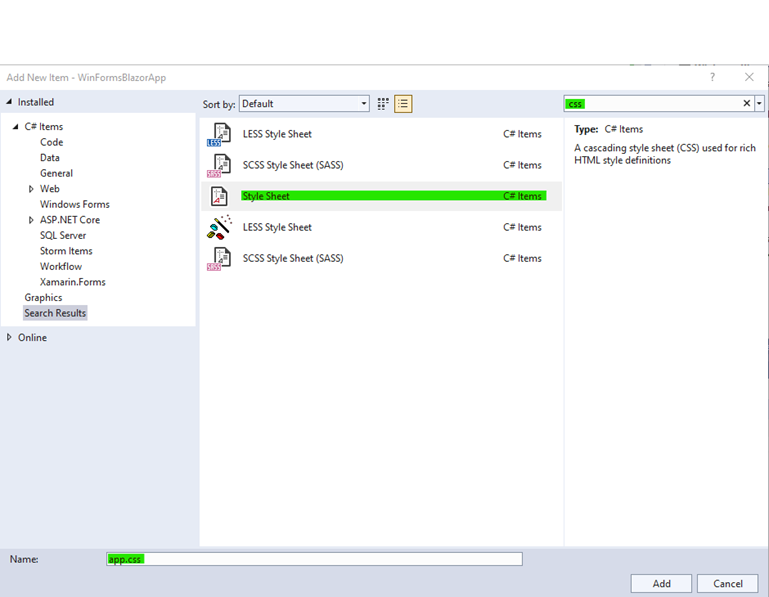 Add New Item - WinFormsBlazorApp
?
Installed
Sort by: Default
css
C# Items
Code
Data
General
Web
Windows Forms
ASP.NET Core
SQL Server
Storm Items
Workflow
Xamarin.Forms
Graphics
Search Results
Online
LESS Style Sheet C# Items
SCSS Style Sheet (SASS) C# Items
Style Sheet C# Items
LESS Style Sheet C# Items
SCSS Style Sheet (SASS) C# Items
Type: C# Items
A cascading style sheet (CSS) used for rich
HTML style definitions
Name: app.css
Add Cancel